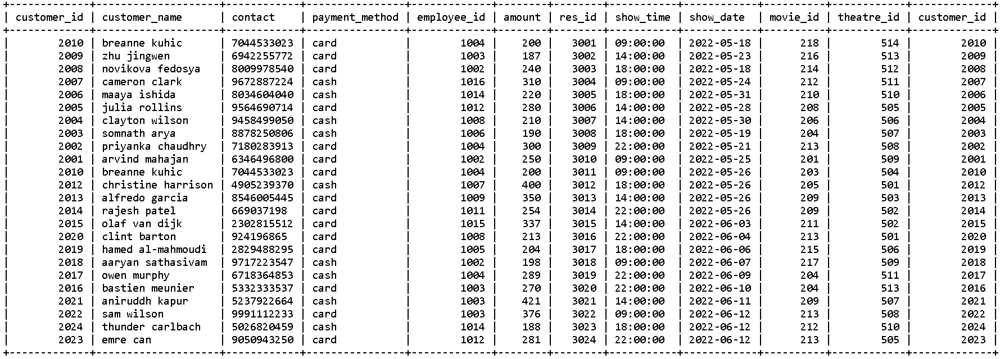 | customer_id | customer_name | contact | payment_method | employee_id | amount | res_id | show_time | show_date | movie_id | theatre_id | customer_id |
| 2010 | breanne kuhic | 7044533023 | card | 1004 | 200 | 3001 | 09:00:00 | 2022-05-18 | 218 | 514 | 2010 |
| 2009 | zhu jingwen | 6942255772 | card | 1003 | 187 | 3002 | 14:00:00 | 2022-05-23 | 216 | 513 | 2009 |
| 2008 | novikova fedosya | 8009978540 | card | 1002 | 240 | 3003 | 18:00:00 | 2022-05-18 | 214 | 512 | 2008 |
| 2007 | cameron clark | 9672887224 | cash | 1016 | 310 | 3004 | 09:00:00 | 2022-05-24 | 212 | 511 | 2007 |
| 2006 | maaya ishida | 8034604040 | card | 1014 | 220 | 3005 | 18:00:00 | 2022-05-31 | 210 | 510 | 2006 |
| 2005 | julia rollins | 9564690714 | card | 1012 | 280 | 3006 | 14:00:00 | 2022-05-28 | 208 | 505 | 2005 |
| 2004 | clayton wilson | 9458499050 | cash | 1008 | 210 | 3007 | 14:00:00 | 2022-05-30 | 206 | 506 | 2004 |
| 2003 | somnath arya | 8878250806 | cash | 1006 | 190 | 3008 | 18:00:00 | 2022-05-19 | 204 | 507 | 2003 |
| 2002 | priyanka chaudhry | 7180283913 | card | 1004 | 300 | 3009 | 22:00:00 | 2022-05-21 | 213 | 508 | 2002 |
| 2001 | arvind mahajan | 6346496800 | card | 1002 | 250 | 3010 | 09:00:00 | 2022-05-25 | 201 | 509 | 2001 |
| 2010 | breanne kuhic | 7044533023 | card | 1004 | 200 | 3011 | 09:00:00 | 2022-05-26 | 203 | 504 | 2010 |
| 2012 | christine harrison | 4905239370 | cash | 1007 | 400 | 3012 | 18:00:00 | 2022-05-26 | 205 | 501 | 2012 |
| 2013 | alfredo garcia | 8546005445 | card | 1009 | 350 | 3013 | 14:00:00 | 2022-05-26 | 209 | 503 | 2013 |
| 2014 | rajesh patel | 669037198 | card | 1011 | 254 | 3014 | 22:00:00 | 2022-05-26 | 209 | 502 | 2014 |
| 2015 | olaf van dijk | 2302815512 | card | 1015 | 337 | 3015 | 14:00:00 | 2022-06-03 | 211 | 502 | 2015 |
| 2020 | clint barton | 924196865 | card | 1008 | 213 | 3016 | 22:00:00 | 2022-06-04 | 213 | 501 | 2020 |
| 2019 | hamed al-mahmoudi | 2829488295 | card | 1005 | 204 | 3017 | 18:00:00 | 2022-06-06 | 215 | 506 | 2019 |
| 2018 | aaryan sathasivam | 9717223547 | cash | 1002 | 198 | 3018 | 09:00:00 | 2022-06-07 | 217 | 509 | 2018 |
| 2017 | owen murphy | 6718364853 | cash | 1004 | 289 | 3019 | 22:00:00 | 2022-06-09 | 204 | 511 | 2017 |
| 2016 | bastien meunier | 5332333537 | card | 1003 | 270 | 3020 | 22:00:00 | 2022-06-10 | 204 | 513 | 2016 |
| 2021 | aniruddh kapur | 5237922664 | cash | 1003 | 421 | 3021 | 14:00:00 | 2022-06-11 | 209 | 507 | 2021 |
| 2022 | sam wilson | 9991112233 | card | 1003 | 376 | 3022 | 09:00:00 | 2022-06-12 | 213 | 508 | 2022 |
| 2024 | thunder carlbach | 5026820459 | cash | 1014 | 188 | 3023 | 18:00:00 | 2022-06-12 | 212 | 510 | 2024 |
| 2023 | emre can | 9050943250 | card | 1012 | 281 | 3024 | 22:00:00 | 2022-06-12 | 213 | 505 | 2023 |